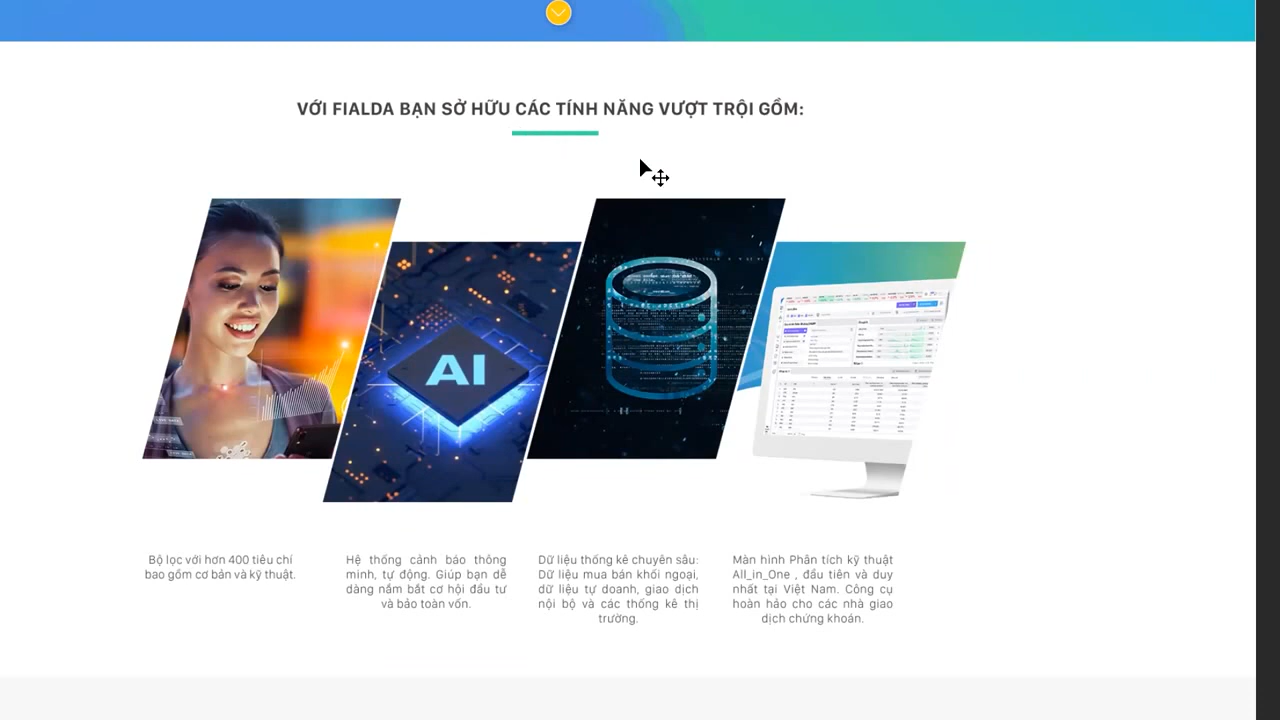 VỚI FIALDA BẠN SỞ HỮU CÁC TÍNH NĂNG VƯỢT TRỘI GỒM:
AI
Bộ lọc với hơn 400 tiêu chí
bao gồm cơ bản và kỹ thuật.
Hệ thống cảnh báo thông
minh, tự động. Giúp bạn dễ
dàng nắm bắt cơ hội đầu tư
và bảo toàn vốn.
Dữ liệu thống kê chuyên sâu:
Dữ liệu mua bán khối ngoại,
dữ liệu tự doanh, giao dịch
nội bộ và các thống kê thị
trường.
Màn hình Phân tích kỹ thuật
All_in_One , đầu tiên và duy
nhất tại Việt Nam. Công cụ
hoàn hảo cho các nhà giao
dịch chứng khoán.